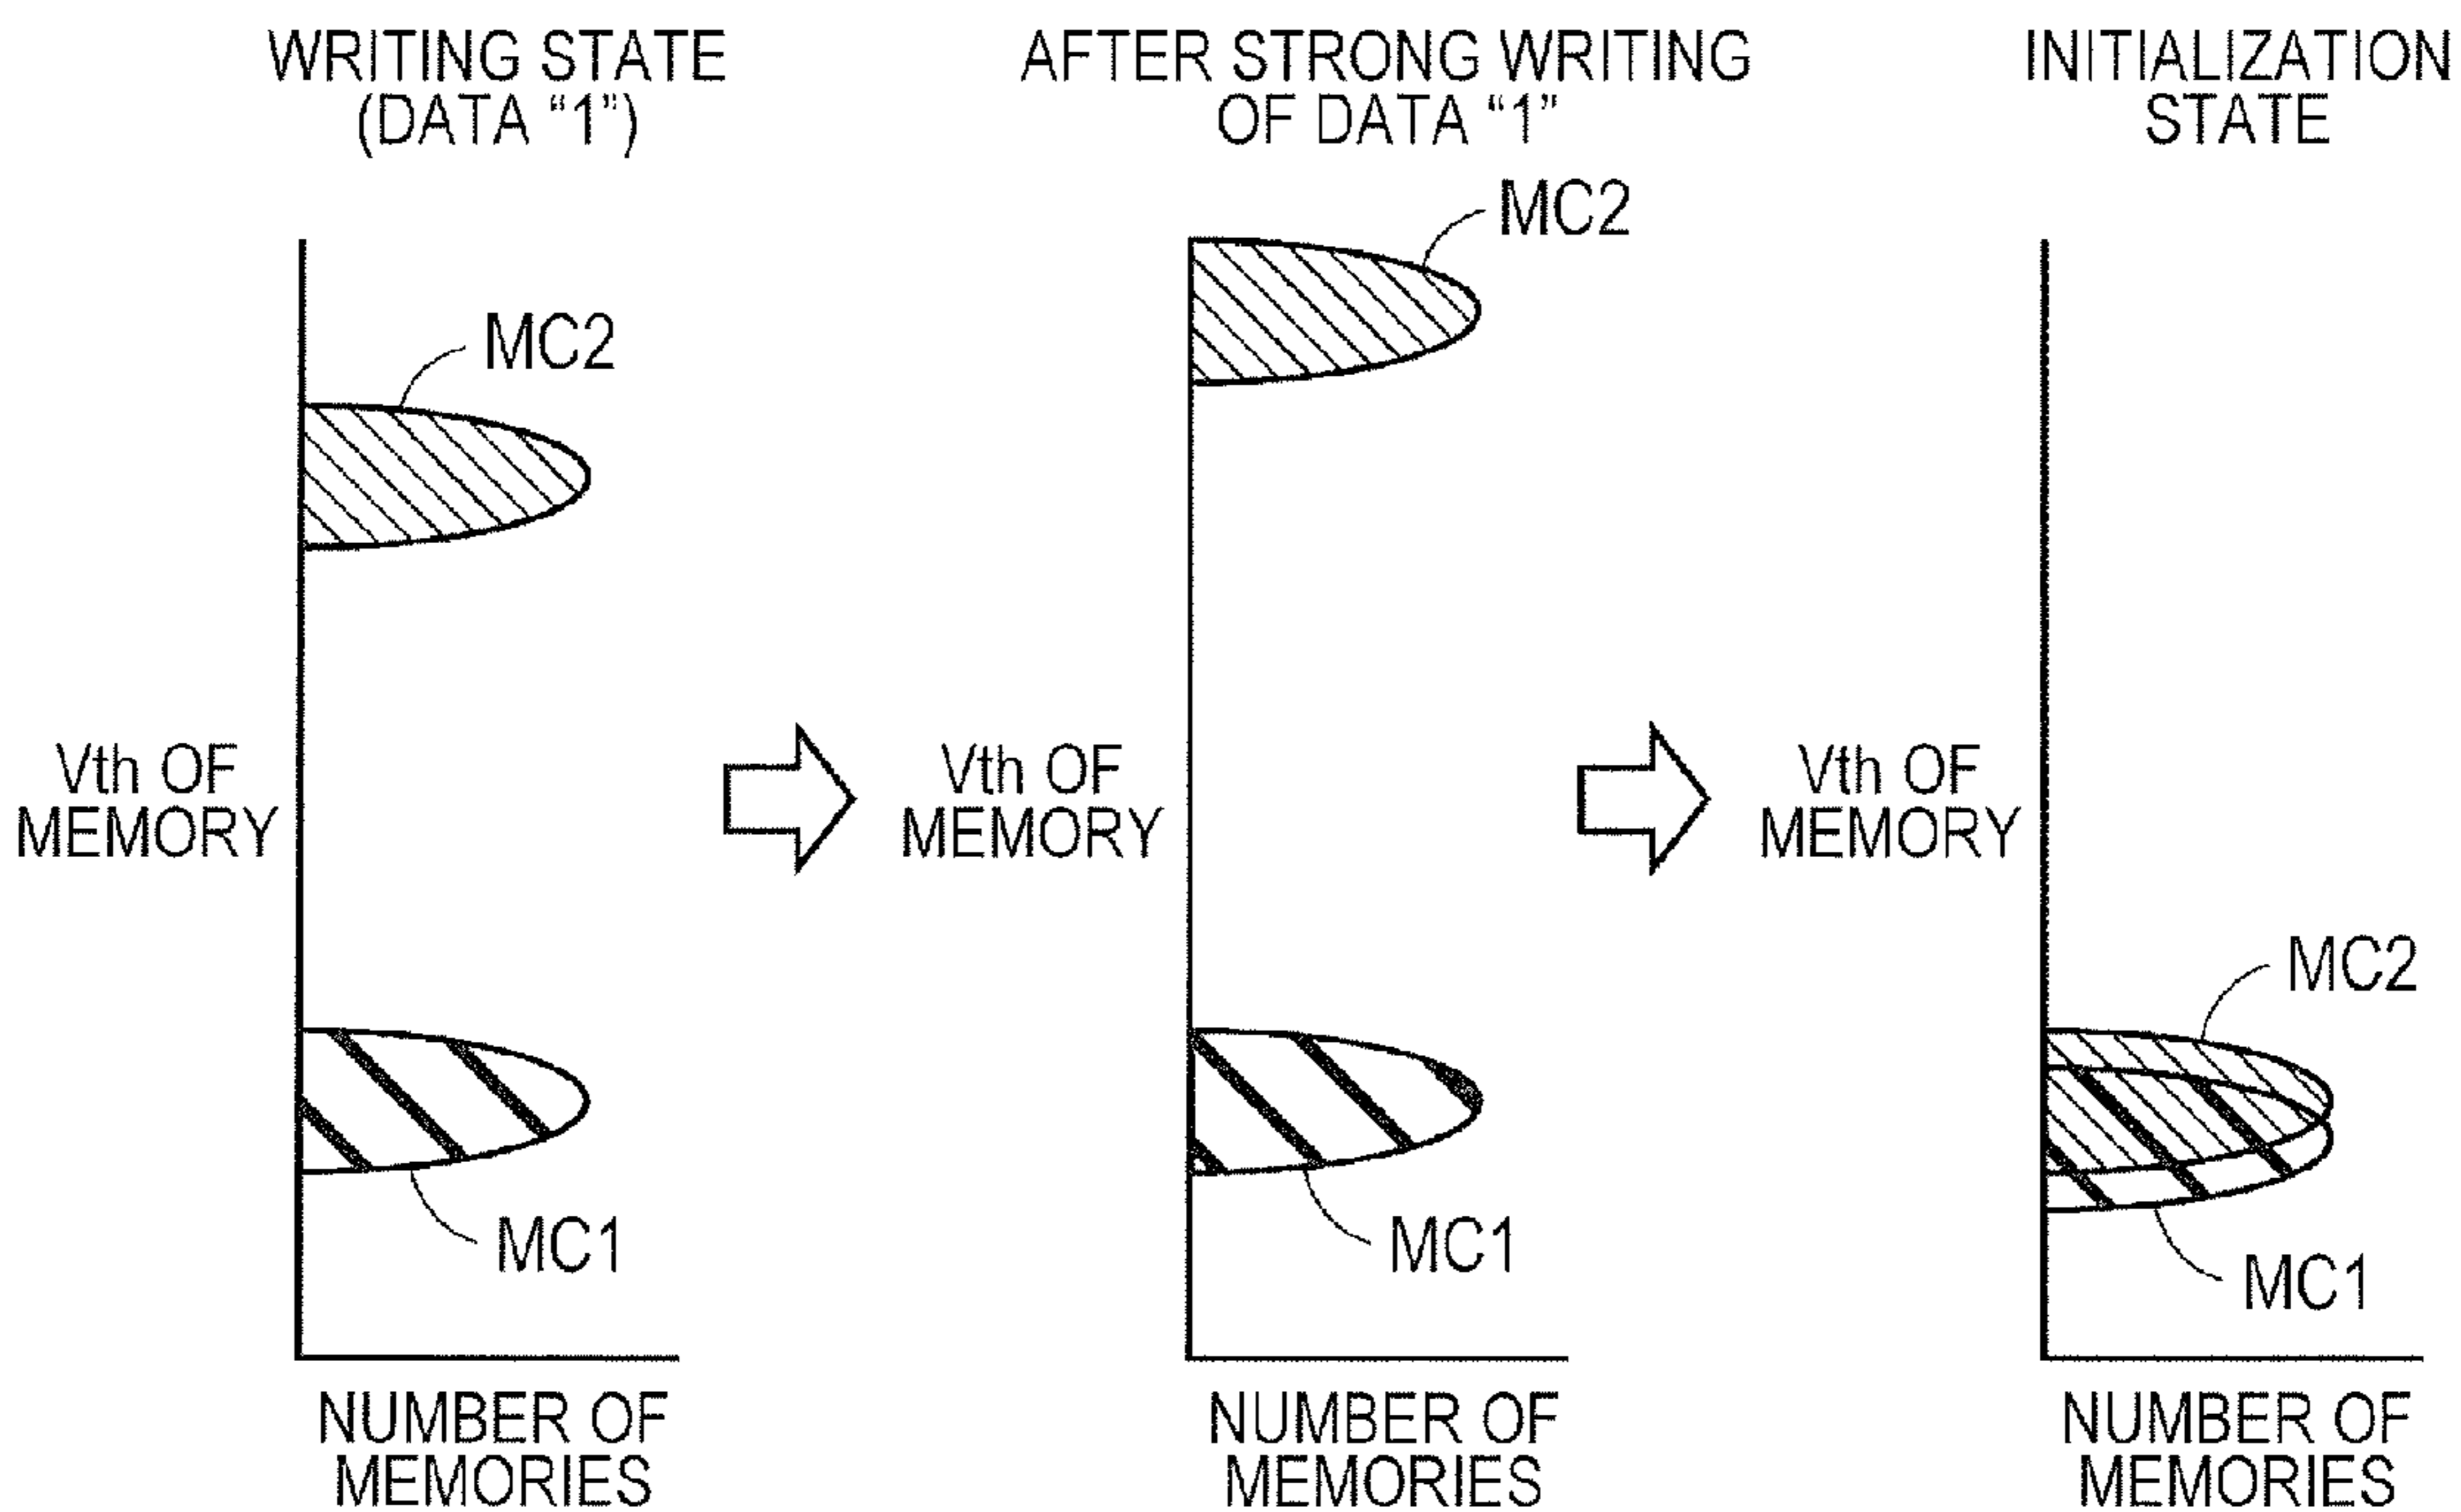 WRITING STATE
(DATA “1”)
MC2
Vth OF
MEMORY
MC1
NUMBER OF
MEMORIES
AFTER STRONG WRITING
OF DATA “1”
MC2
Vth OF
MEMORY
MC1
NUMBER OF
MEMORIES
INITIALIZATION
STATE
Vth OF
MEMORY
MC2
MC1
NUMBER OF
MEMORIES